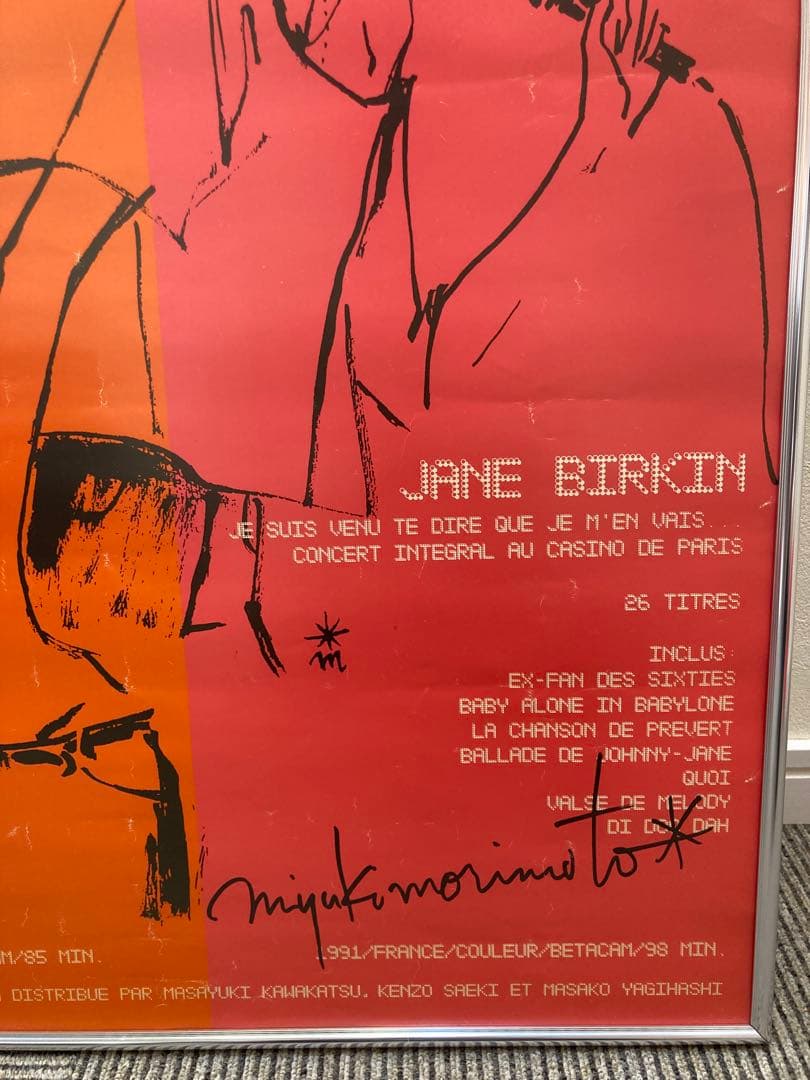 JANE BIRKIN
JE SUIS VENU TE DIRE QUE JE M'EN VAIS...
CONCERT INTEGRAL AU CASINO DE PARIS
26 TITRES
INCLUS:
EX-FAN DES SIXTIES
BABY ALONE IN BABYLONE
LA CHANSON DE PREVERT
BALLADE DE JOHNNY-JANE
QUOI
VALSE DE MELODY
DI DOO DAH
m
miyuki morimoto
M/85 MIN.
1991/FRANCE/COULEUR/BETACAM/98 MIN.
DISTRIBUE PAR MASAYUKI KAWAKATSU, KENZO SAEKI ET MASAKO YAGIHASHI